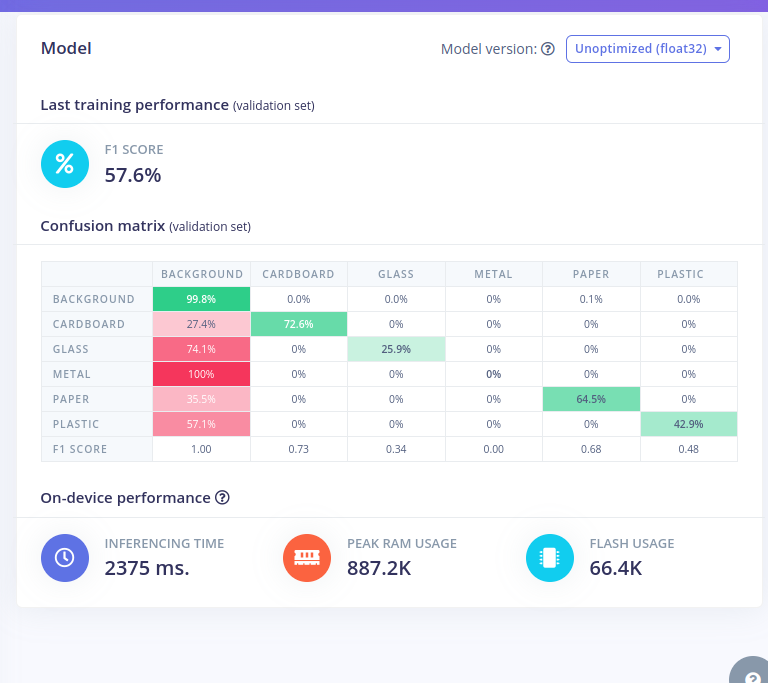 Model
Model version: Unoptimized (float32)
Last training performance (validation set)
%
F1 SCORE
57.6%
Confusion matrix (validation set)
BACKGROUND CARDBOARD GLASS METAL PAPER PLASTIC
BACKGROUND 99.8% 0.0% 0.0% 0% 0.1% 0.0%
CARDBOARD 27.4% 72.6% 0% 0% 0% 0%
GLASS 74.1% 0% 25.9% 0% 0% 0%
METAL 100% 0% 0% 0% 0% 0%
PAPER 35.5% 0% 0% 0% 64.5% 0%
PLASTIC 57.1% 0% 0% 0% 0% 42.9%
F1 SCORE 1.00 0.73 0.34 0.00 0.68 0.48
On-device performance
INFERENCING TIME PEAK RAM USAGE FLASH USAGE
2375 ms. 887.2K 66.4K